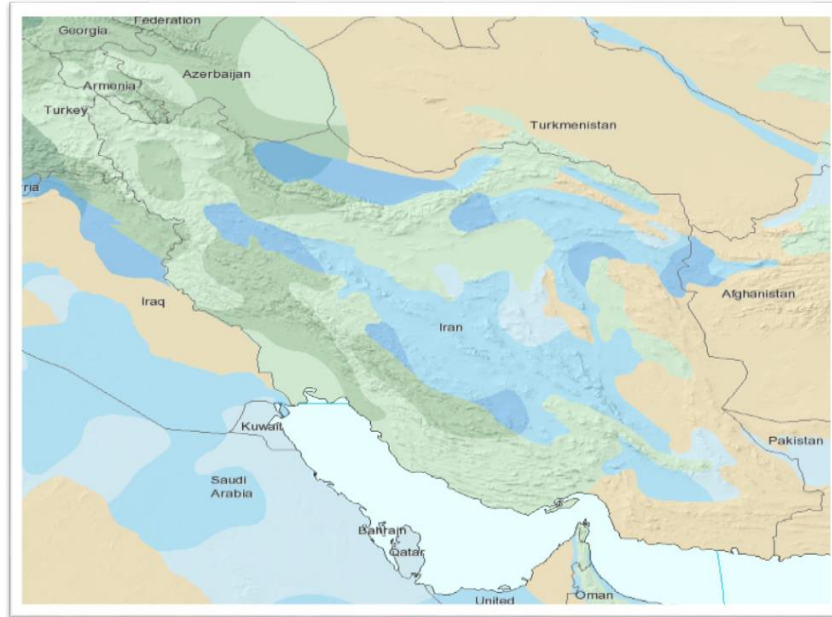 Federation
Georgia
Azerbaijan
Armenia
Turkey
Turkmenistan
ria
Afghanistan
Iraq
Iran
Kuwait
Pakistan
Saudi
Arabia
Bahrain
Qatar
United
Oman